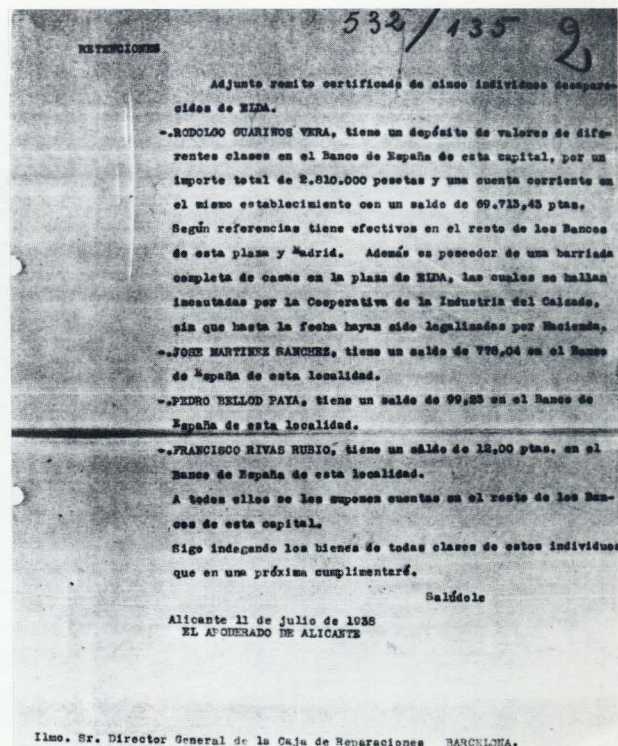 532/135 2
RETENCIONES
Adjunto remito certificado de cinco individuos desapare-
cidos de ELDA.
-.RODOLGO GUARINOS VERA, tiene un depósito de valores de dife-
rentes clases en el Banco de España de esta capital, por un
importe total de 2.810.000 pesetas y una cuenta corriente en
el mismo establecimiento con un saldo de 69.713,43 ptas.
Según referencias tiene efectivos en el resto de los Bancos
de esta plaza y Madrid. Además es poseedor de una barriada
completa de casas en la plaza de ELDA, las cuales se hallan
incautadas por la Cooperativa de la Industria del Calzado,
sin que hasta la fecha hayan sido lagalizadas por Hacienda.
-.JOSE MARTINEZ SANCHEZ, tiene un saldo de 778,04 en el Banco
de España de esta localidad.
-.PEDRO BELLOD PAYA, tiene un saldo de 99,23 en el Banco de
España de esta localidad.
-.FRANCISCO RIVAS RUBIO, tiene un sáldo de 12,00 ptas. en el
Banco de España de esta localidad.
A todos ellos se les suponen cuentas en el resto de los Ban-
cos de esta capital.
Sigo indagando los bienes de todas clases de estos individuos
que en una próxima cumplimentaré.
Salúdole
Alicante 11 de julio de 1938
EL APODERADO DE ALICANTE
Ilmo. Sr. Director General de la Caja de Reparaciones BARCELONA.